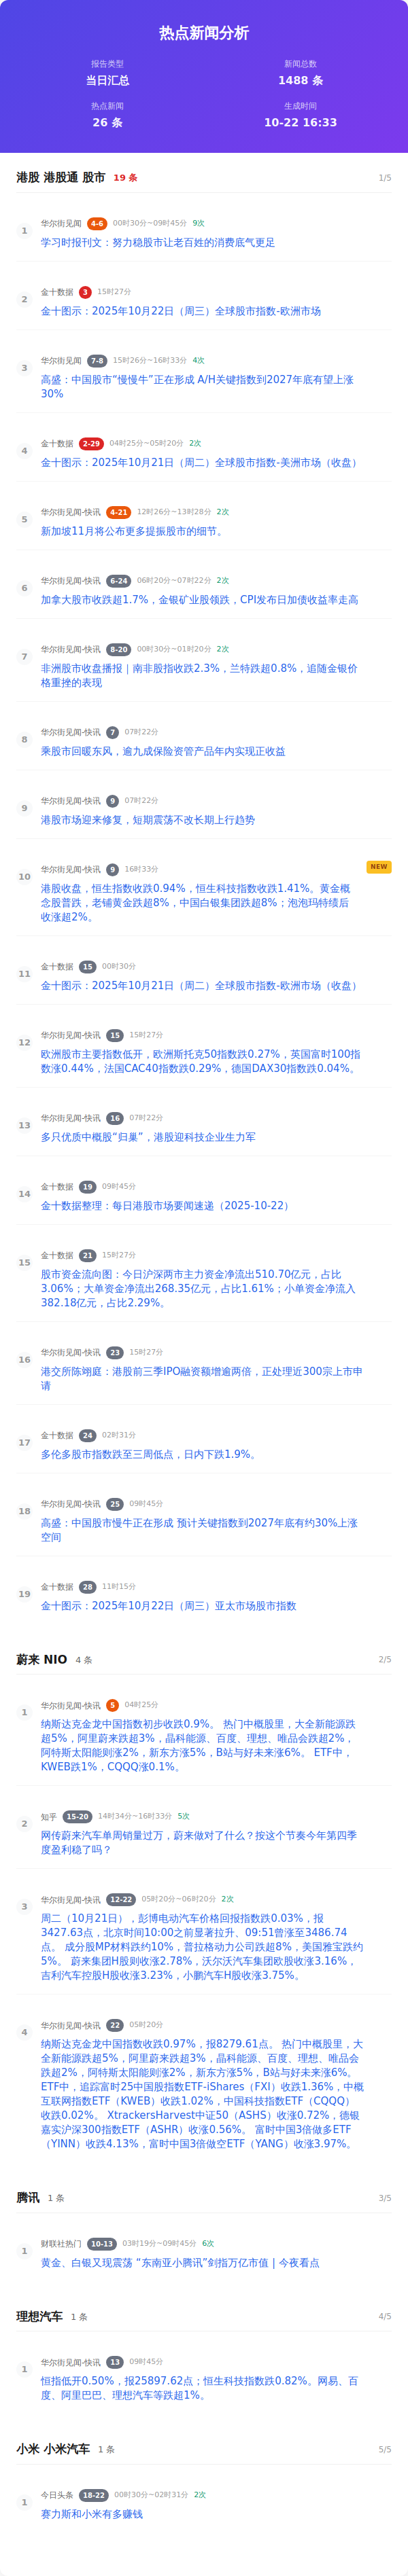 热点新闻分析
报告类型
当日汇总
新闻总数
1488 条
热点新闻
26 条
生成时间
10-22 16:33
港股 港股通 股市 19 条 1/5
1 华尔街见闻 4-6 00时30分~09时45分 9次
学习时报刊文：努力稳股市让老百姓的消费底气更足
2 金十数据 3 15时27分
金十图示：2025年10月22日（周三）全球股市指数-欧洲市场
3 华尔街见闻 7-8 15时26分~16时33分 4次
高盛：中国股市“慢慢牛”正在形成 A/H关键指数到2027年底有望上涨
30%
4 金十数据 2-29 04时25分~05时20分 2次
金十图示：2025年10月21日（周二）全球股市指数-美洲市场（收盘）
5 华尔街见闻-快讯 4-21 12时26分~13时28分 2次
新加坡11月将公布更多提振股市的细节。
6 华尔街见闻-快讯 6-24 06时20分~07时22分 2次
加拿大股市收跌超1.7%，金银矿业股领跌，CPI发布日加债收益率走高
7 华尔街见闻-快讯 8-20 00时30分~01时20分 2次
非洲股市收盘播报｜南非股指收跌2.3%，兰特跌超0.8%，追随金银价
格重挫的表现
8 华尔街见闻-快讯 7 07时22分
乘股市回暖东风，逾九成保险资管产品年内实现正收益
9 华尔街见闻-快讯 9 07时22分
港股市场迎来修复，短期震荡不改长期上行趋势
10 华尔街见闻-快讯 9 16时33分 NEW
港股收盘，恒生指数收跌0.94%，恒生科技指数收跌1.41%。黄金概
念股普跌，老铺黄金跌超8%，中国白银集团跌超8%；泡泡玛特绩后
收涨超2%。
11 金十数据 15 00时30分
金十图示：2025年10月21日（周二）全球股市指数-欧洲市场（收盘）
12 华尔街见闻-快讯 15 15时27分
欧洲股市主要指数低开，欧洲斯托克50指数跌0.27%，英国富时100指
数涨0.44%，法国CAC40指数跌0.29%，德国DAX30指数跌0.04%。
13 华尔街见闻-快讯 16 07时22分
多只优质中概股“归巢”，港股迎科技企业生力军
14 金十数据 19 09时45分
金十数据整理：每日港股市场要闻速递（2025-10-22）
15 金十数据 21 15时27分
股市资金流向图：今日沪深两市主力资金净流出510.70亿元，占比
3.06%；大单资金净流出268.35亿元，占比1.61%；小单资金净流入
382.18亿元，占比2.29%。
16 华尔街见闻-快讯 23 15时27分
港交所陈翊庭：港股前三季IPO融资额增逾两倍，正处理近300宗上市申
请
17 金十数据 24 02时31分
多伦多股市指数跌至三周低点，日内下跌1.9%。
18 华尔街见闻-快讯 25 09时45分
高盛：中国股市慢牛正在形成 预计关键指数到2027年底有约30%上涨
空间
19 金十数据 28 11时15分
金十图示：2025年10月22日（周三）亚太市场股市指数
蔚来 NIO 4 条 2/5
1 华尔街见闻-快讯 5 04时25分
纳斯达克金龙中国指数初步收跌0.9%。 热门中概股里，大全新能源跌
超5%，阿里蔚来跌超3%，晶科能源、百度、理想、唯品会跌超2%，
阿特斯太阳能则涨2%，新东方涨5%，B站与好未来涨6%。 ETF中，
KWEB跌1%，CQQQ涨0.1%。
2 知乎 15-20 14时34分~16时33分 5次
网传蔚来汽车单周销量过万，蔚来做对了什么？按这个节奏今年第四季
度盈利稳了吗？
3 华尔街见闻-快讯 12-22 05时20分~06时20分 2次
周二（10月21日），彭博电动汽车价格回报指数跌0.03%，报
3427.63点，北京时间10:00之前显著拉升、09:51曾涨至3486.74
点。 成分股MP材料跌约10%，普拉格动力公司跌超8%，美国雅宝跌约
5%。 蔚来集团H股则收涨2.78%，沃尔沃汽车集团欧股收涨3.16%，
吉利汽车控股H股收涨3.23%，小鹏汽车H股收涨3.75%。
4 华尔街见闻-快讯 22 05时20分
纳斯达克金龙中国指数收跌0.97%，报8279.61点。 热门中概股里，大
全新能源跌超5%，阿里蔚来跌超3%，晶科能源、百度、理想、唯品会
跌超2%，阿特斯太阳能则涨2%，新东方涨5%，B站与好未来涨6%。
ETF中，追踪富时25中国股指数ETF-iShares（FXI）收跌1.36%，中概
互联网指数ETF（KWEB）收跌1.02%，中国科技指数ETF（CQQQ）
收跌0.02%。 XtrackersHarvest中证50（ASHS）收涨0.72%，德银
嘉实沪深300指数ETF（ASHR）收涨0.56%。 富时中国3倍做多ETF
（YINN）收跌4.13%，富时中国3倍做空ETF（YANG）收涨3.97%。
腾讯 1 条 3/5
1 财联社热门 10-13 03时19分~09时45分 6次
黄金、白银又现震荡 “东南亚小腾讯”剑指万亿市值 | 今夜看点
理想汽车 1 条 4/5
1 华尔街见闻-快讯 13 09时45分
恒指低开0.50%，报25897.62点；恒生科技指数跌0.82%。网易、百
度、阿里巴巴、理想汽车等跌超1%。
小米 小米汽车 1 条 5/5
1 今日头条 18-22 00时30分~02时31分 2次
赛力斯和小米有多赚钱